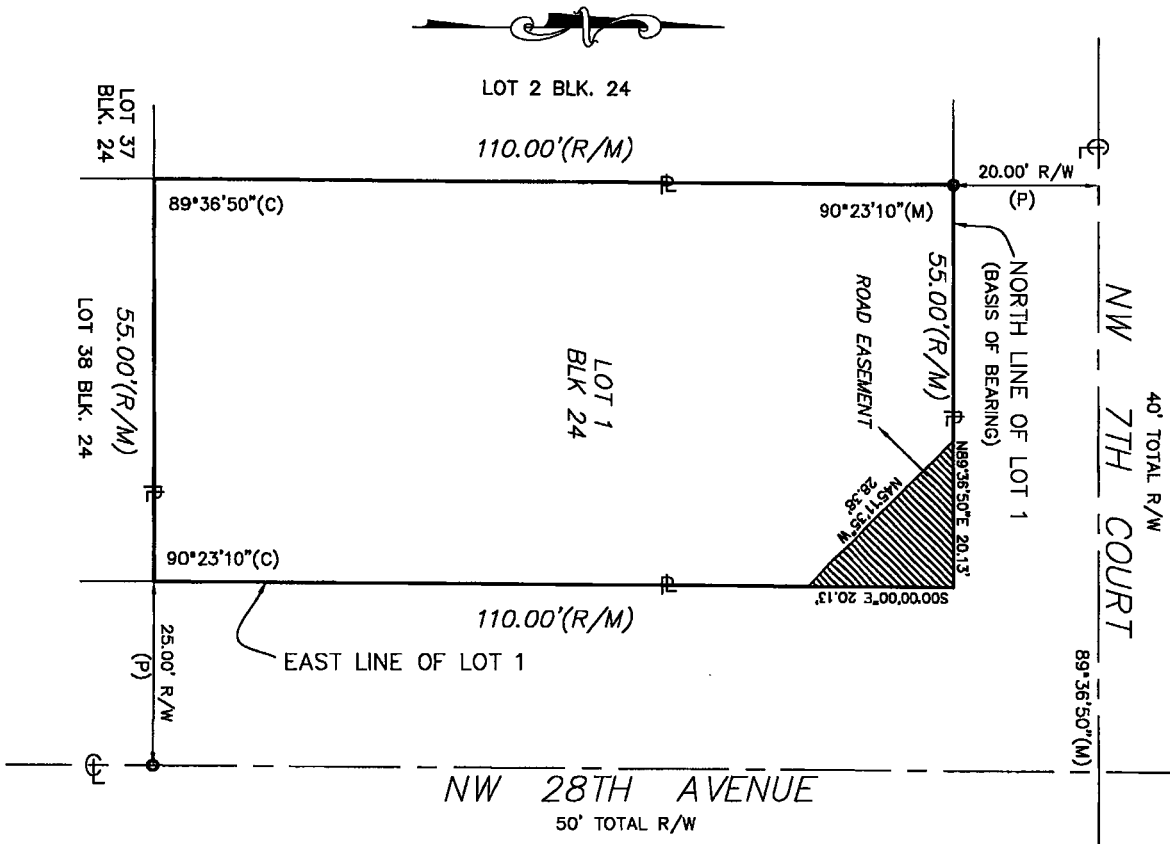 LOT 2 BLK. 24
LOT 37
BLK. 24
110.00'(R/M)
20.00' R/W
(P)
89°36'50"(C)
90°23'10"(M)
NORTH LINE OF LOT 1
(BASIS OF BEARING)
55.00'(R/M)
ROAD EASEMENT
NW 7TH COURT
40' TOTAL R/W
55.00'(R/M)
LOT 38 BLK. 24
LOT 1
BLK 24
N89°36'50"E 20.13'
N45°11'35"W
28.38'
S00°00'00"E 20.13'
90°23'10"(C)
110.00'(R/M)
EAST LINE OF LOT 1
25.00' R/W
(P)
89°36'50"(M)
NW 28TH AVENUE
50' TOTAL R/W